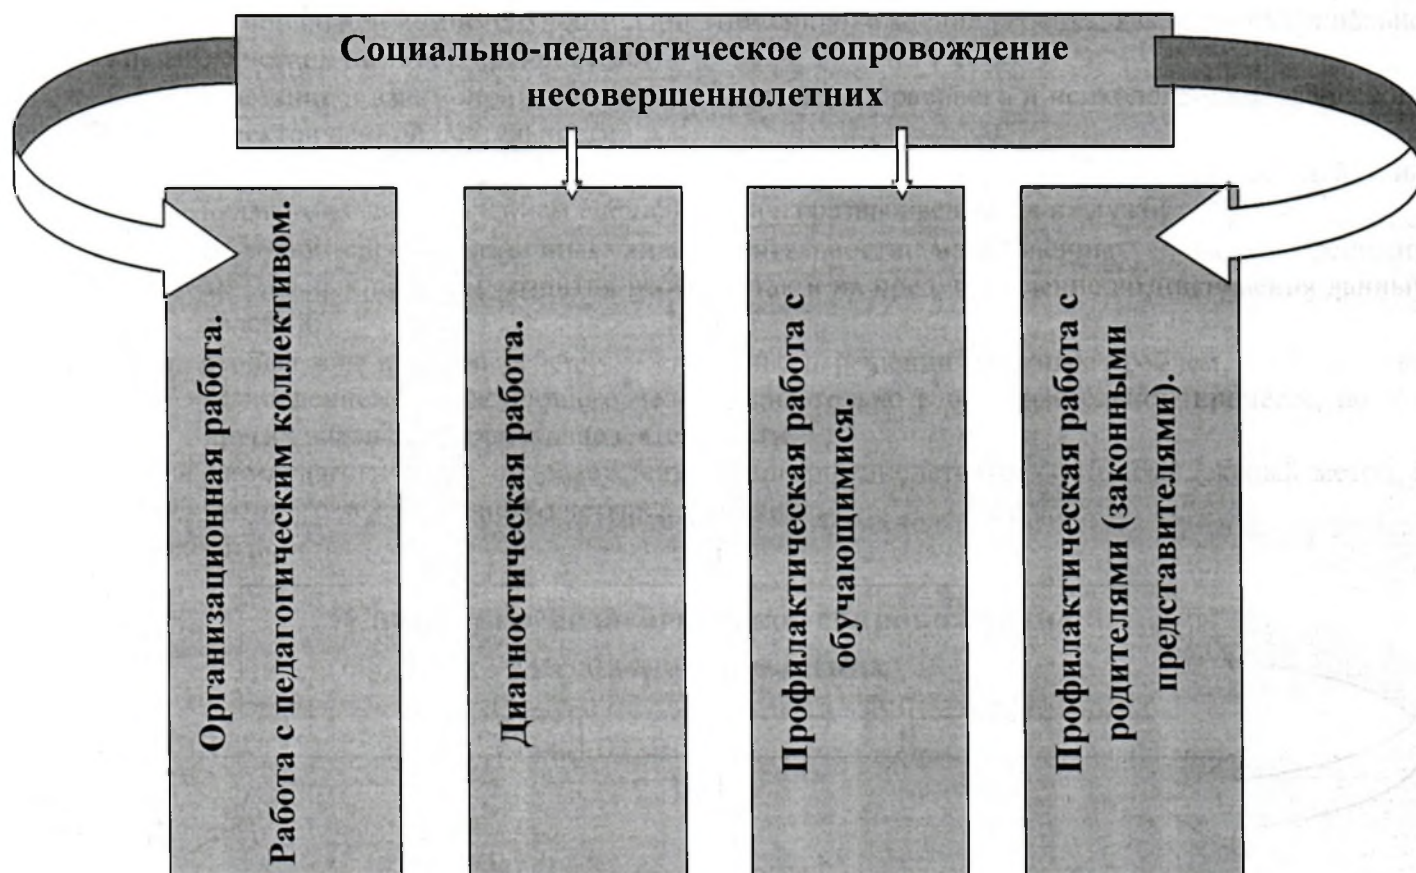 Социально-педагогическое сопровождение
несовершеннолетних
Организационная работа.
Работа с педагогическим коллективом.
Диагностическая работа.
Профилактическая работа с
обучающимися.
Профилактическая работа с
родителями (законными
представителями).